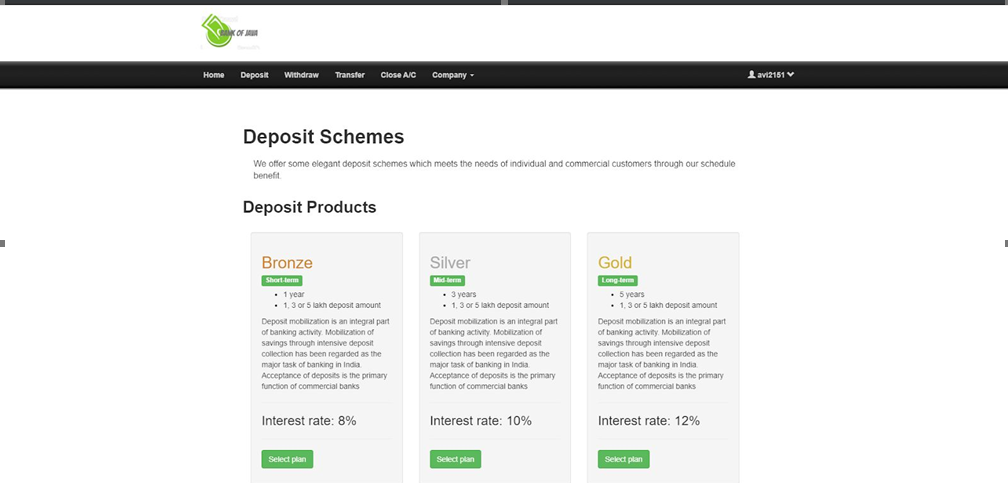 BANK OF JAVA
Home Deposit Withdraw Transfer Close A/C Company avi2151
Deposit Schemes
We offer some elegant deposit schemes which meets the needs of individual and commercial customers through our schedule
benefit.
Deposit Products
Bronze
Short-term
1 year
1, 3 or 5 lakh deposit amount
Deposit mobilization is an integral part
of banking activity. Mobilization of
savings through intensive deposit
collection has been regarded as the
major task of banking in India.
Acceptance of deposits is the primary
function of commercial banks
Interest rate: 8%
Select plan
Silver
Mid-term
3 years
1, 3 or 5 lakh deposit amount
Deposit mobilization is an integral part
of banking activity. Mobilization of
savings through intensive deposit
collection has been regarded as the
major task of banking in India.
Acceptance of deposits is the primary
function of commercial banks
Interest rate: 10%
Select plan
Gold
Long-term
5 years
1, 3 or 5 lakh deposit amount
Deposit mobilization is an integral part
of banking activity. Mobilization of
savings through intensive deposit
collection has been regarded as the
major task of banking in India.
Acceptance of deposits is the primary
function of commercial banks
Interest rate: 12%
Select plan